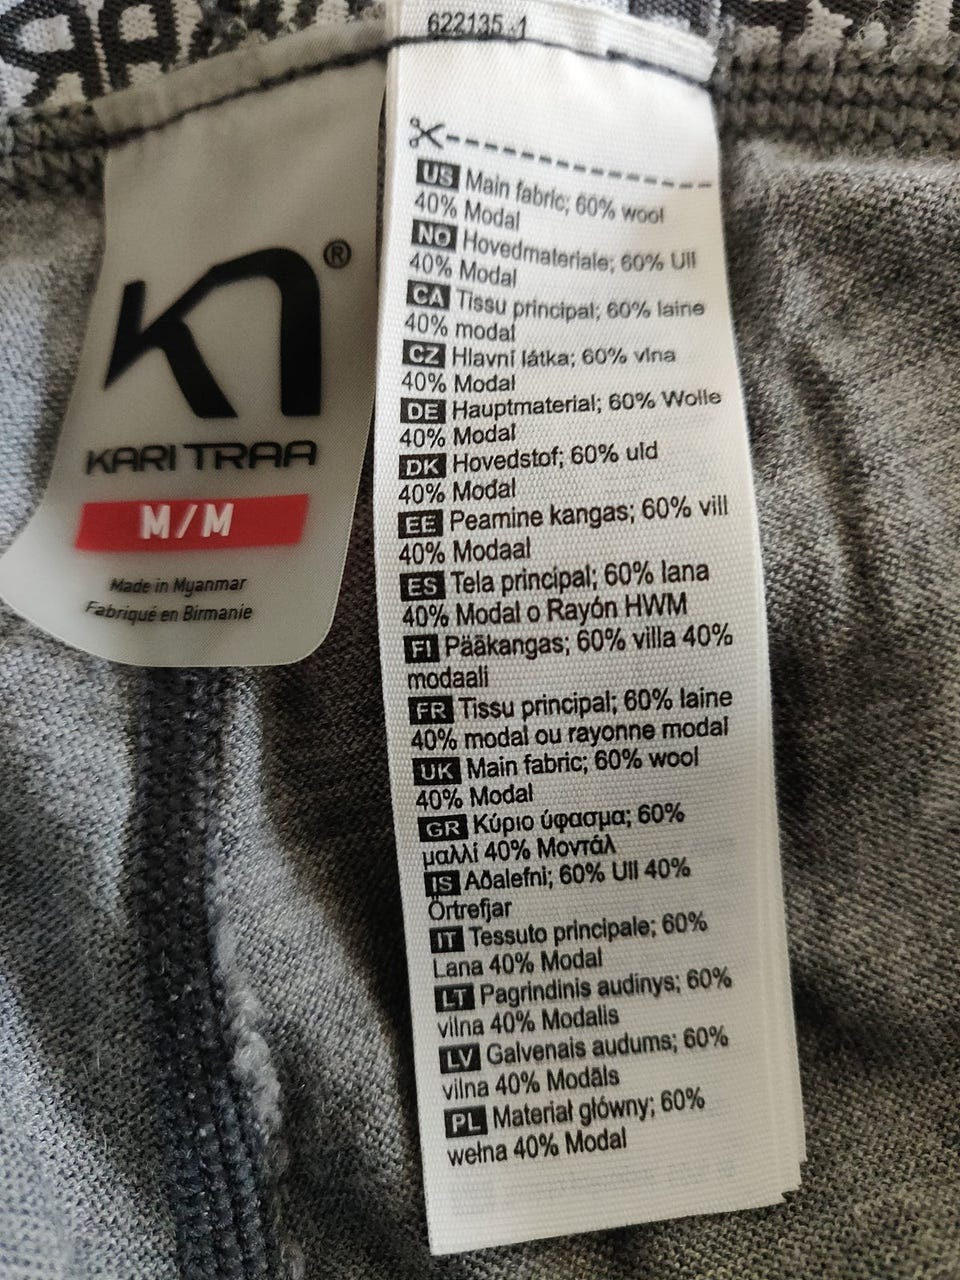 622135
KARI TRAA
M/M
Made in Myanmar
Fabriqué en Birmanie
US Main fabric; 60% wool
40% Modal
NO Hovedmateriale; 60% Ull
40% Modal
CA Tissu principal; 60% laine
40% modal
CZ Hlavní látka; 60% vlna
40% Modal
DE Hauptmaterial; 60% Wolle
40% Modal
DK Hovedstof; 60% uld
40% Modal
EE Peamine kangas; 60% vill
40% Modaal
ES Tela principal; 60% lana
40% Modal o Rayón HWM
FI Pääkangas; 60% villa 40%
modaali
FR Tissu principal; 60% laine
40% modal ou rayonne modal
UK Main fabric; 60% wool
40% Modal
GR Κύριο ύφασμα; 60%
μαλλί 40% Μοντάλ
IS Aðalefni; 60% Ull 40%
Örtrefjar
IT Tessuto principale; 60%
Lana 40% Modal
LT Pagrindinis audinys; 60%
vilna 40% Modalis
LV Galvenais audums; 60%
vilna 40% Modāls
PL Materiał główny; 60%
wełna 40% Modal